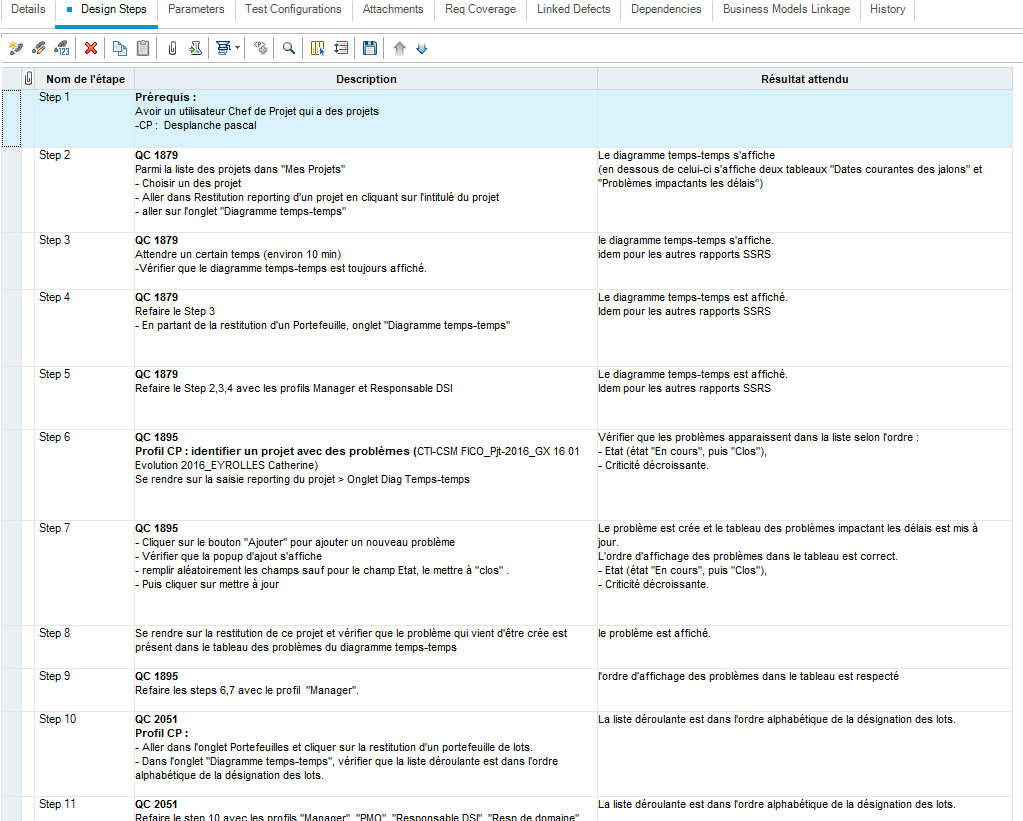 Details Design Steps Parameters Test Configurations Attachments Req Coverage Linked Defects Dependencies Business Models Linkage History
Nom de l'étape Description Résultat attendu
Step 1
Prérequis :
Avoir un utilisateur Chef de Projet qui a des projets
-CP : Desplanche pascal
Step 2
QC 1879
Parmi la liste des projets dans "Mes Projets"
- Choisir un des projet
- Aller dans Restitution reporting d'un projet en cliquant sur l'intitulé du projet
- aller sur l'onglet "Diagramme temps-temps"
Le diagramme temps-temps s'affiche
(en dessous de celui-ci s'affiche deux tableaux "Dates courantes des jalons" et
"Problèmes impactants les délais")
Step 3
QC 1879
Attendre un certain temps (environ 10 min)
-Vérifier que le diagramme temps-temps est toujours affiché.
le diagramme temps-temps s'affiche.
idem pour les autres rapports SSRS
Step 4
QC 1879
Refaire le Step 3
- En partant de la restitution d'un Portefeuille, onglet "Diagramme temps-temps"
Le diagramme temps-temps est affiché.
Idem pour les autres rapports SSRS
Step 5
QC 1879
Refaire le Step 2,3,4 avec les profils Manager et Responsable DSI
Le diagramme temps-temps est affiché.
Idem pour les autres rapports SSRS
Step 6
QC 1895
Profil CP : identifier un projet avec des problèmes (CTI-CSM FICO_Pjt-2016_GX 16 01
Evolution 2016_EYROLLES Catherine)
Se rendre sur la saisie reporting du projet > Onglet Diag Temps-temps
Vérifier que les problèmes apparaissent dans la liste selon l'ordre :
- Etat (état "En cours", puis "Clos"),
- Criticité décroissante.
Step 7
QC 1895
- Cliquer sur le bouton "Ajouter" pour ajouter un nouveau problème
- Vérifier que la popup d'ajout s'affiche
- remplir aléatoirement les champs sauf pour le champ Etat, le mettre à "clos" .
- Puis cliquer sur mettre à jour
Le problème est crée et le tableau des problèmes impactant les délais est mis à
jour.
L'ordre d'affichage des problèmes dans le tableau est correct.
- Etat (état "En cours", puis "Clos"),
- Criticité décroissante.
Step 8
Se rendre sur la restitution de ce projet et vérifier que le problème qui vient d'être crée est
présent dans le tableau des problèmes du diagramme temps-temps
le problème est affiché.
Step 9
QC 1895
Refaire les steps 6,7 avec le profil "Manager".
l'ordre d'affichage des problèmes dans le tableau est respecté
Step 10
QC 2051
Profil CP :
- Aller dans l'onglet Portefeuilles et cliquer sur la restitution d'un portefeuille de lots.
- Dans l'onglet "Diagramme temps-temps", vérifier que la liste déroulante est dans l'ordre
alphabétique de la désignation des lots.
La liste déroulante est dans l'ordre alphabétique de la désignation des lots.
Step 11
QC 2051
Refaire le step 10 avec les profils "Manager", "PMO", "Responsable DSI", "Resp de domaine"
La liste déroulante est dans l'ordre alphabétique de la désignation des lots.